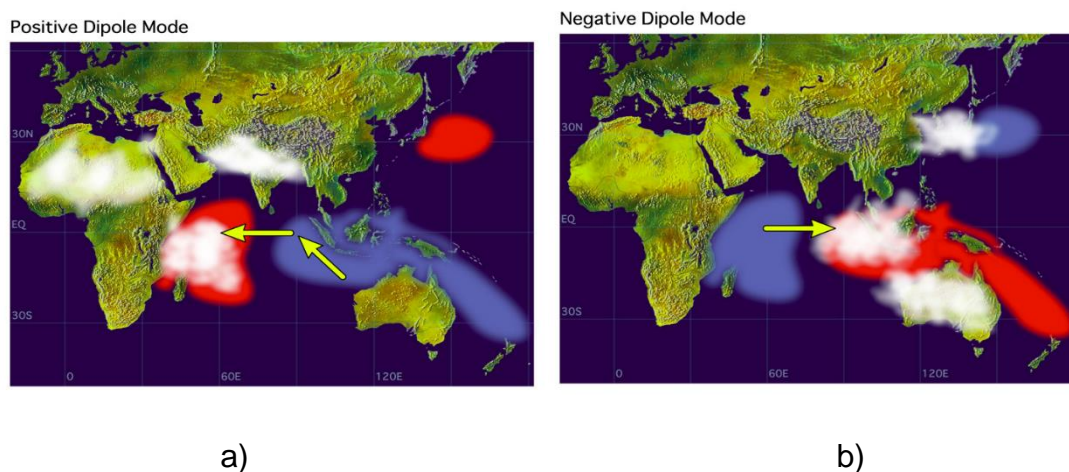 Positive Dipole Mode
30N
EQ
30S
0 60E 120E
a)
Negative Dipole Mode
30N
EQ
30S
0 60E 120E
b)